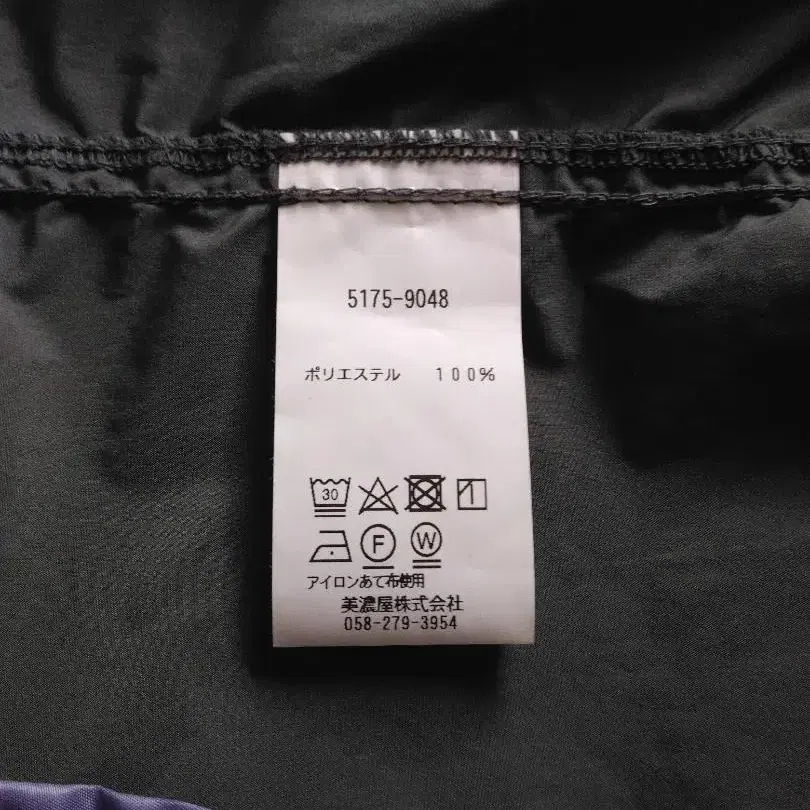 5175-9048
ポリエステル　１００％
30
F W
アイロンあて布使用
美濃屋株式会社
058-279-3954